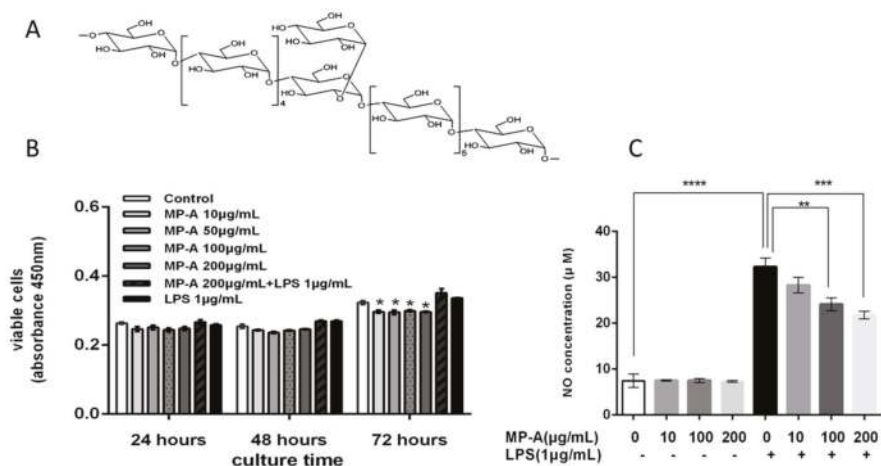 A
OH
OH
OH
O
O
HO
OH
O
HO
OH
O
HO
OH
O
HO
OH
O
4
OH
O
HO
OH
O
5
OH
O
HO
OH
O
B
Control
MP-A 10μg/mL
MP-A 50μg/mL
MP-A 100μg/mL
MP-A 200μg/mL
MP-A 200μg/mL+LPS 1μg/mL
LPS 1μg/mL
viable cells
(absorbance 450nm)
0.6
0.4
0.2
0.0
* * * *
24 hours 48 hours 72 hours
culture time
C
**** ***
**
NO concentration (μ M)
40
30
20
10
0
MP-A(μg/mL) 0 10 100 200 0 10 100 200
LPS(1μg/mL) - - - - + + + +